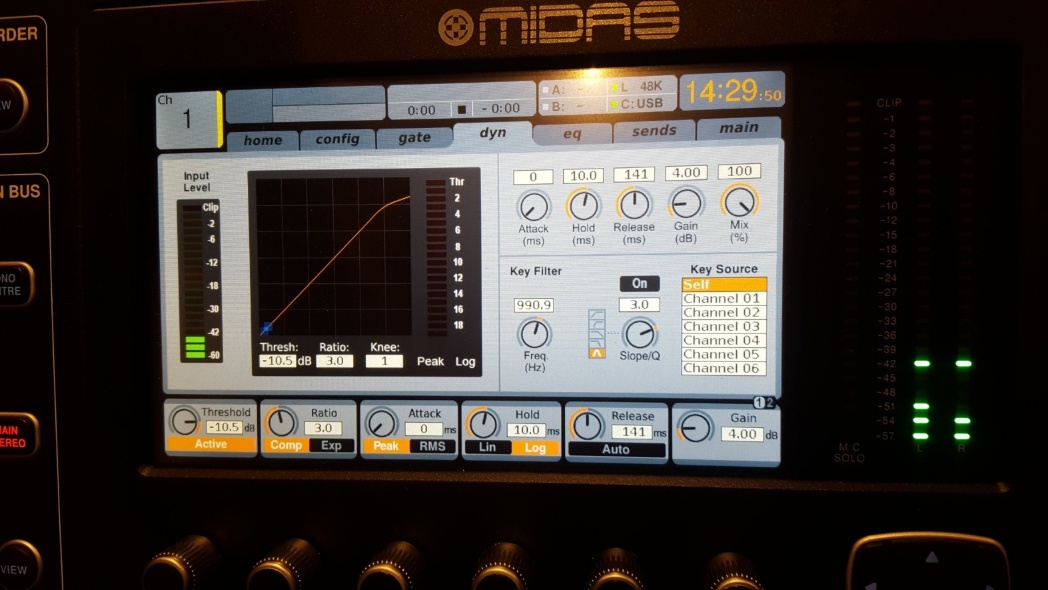 MIDAS
RDER
Ch
1
0:00 - 0:00
A: - L 48K
B: - C: USB
14:29:50
home config gate dyn eq sends main
Input
Level
Clip
-2
-6
-12
-18
-30
-42
-60
Thr
2
4
6
8
10
12
14
16
18
Thresh: Ratio: Knee:
-10.5 dB 3.0 1 Peak Log
0 10.0 141 4.00 100
Attack Hold Release Gain Mix
(ms) (ms) (ms) (dB) (%)
Key Filter
On
990.9 3.0
Freq. Slope/Q
(Hz)
Key Source
Self
Channel 01
Channel 02
Channel 03
Channel 04
Channel 05
Channel 06
1 2
Threshold Ratio Attack Hold Release Gain
-10.5 dB 3.0 0 ms 10.0 ms 141 ms 4.00 dB
Active Comp Exp Peak RMS Lin Log Auto
CLIP
-1
-2
-3
-4
-6
-8
-10
-12
-15
-18
-21
-24
-27
-30
-33
-36
-39
-42
-45
-48
-51
-54
-57
L R
SOLO
BUS
VIEW